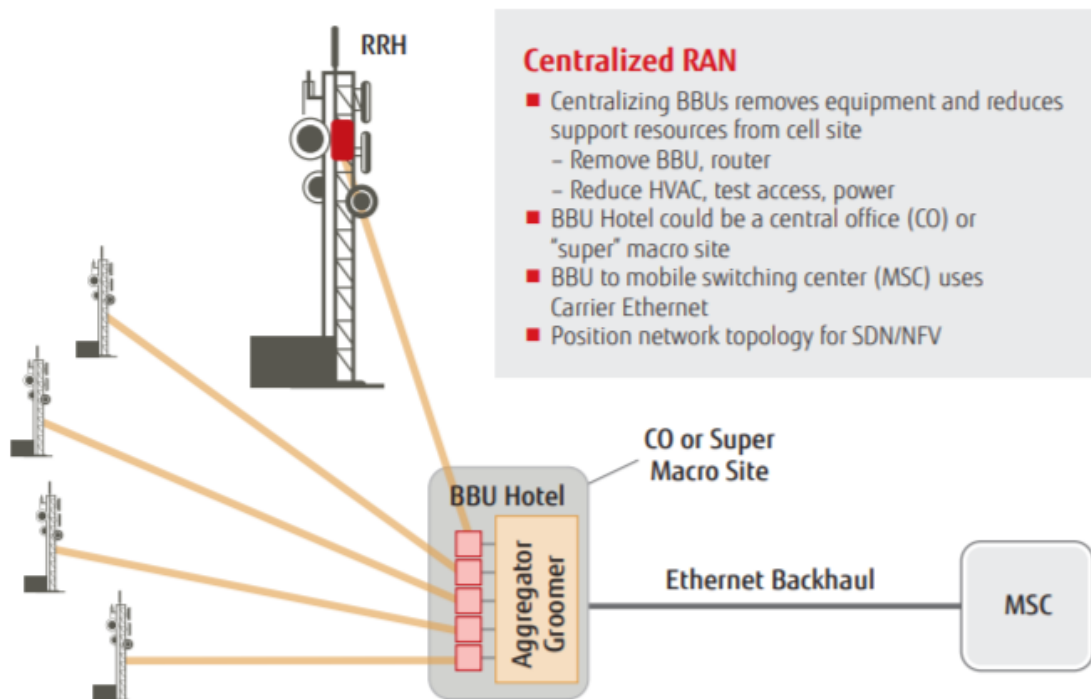 RRH
Centralized RAN
■ Centralizing BBUs removes equipment and reduces
support resources from cell site
– Remove BBU, router
– Reduce HVAC, test access, power
■ BBU Hotel could be a central office (CO) or
"super" macro site
■ BBU to mobile switching center (MSC) uses
Carrier Ethernet
■ Position network topology for SDN/NFV
CO or Super
Macro Site
BBU Hotel
Aggregator
Groomer
Ethernet Backhaul
MSC